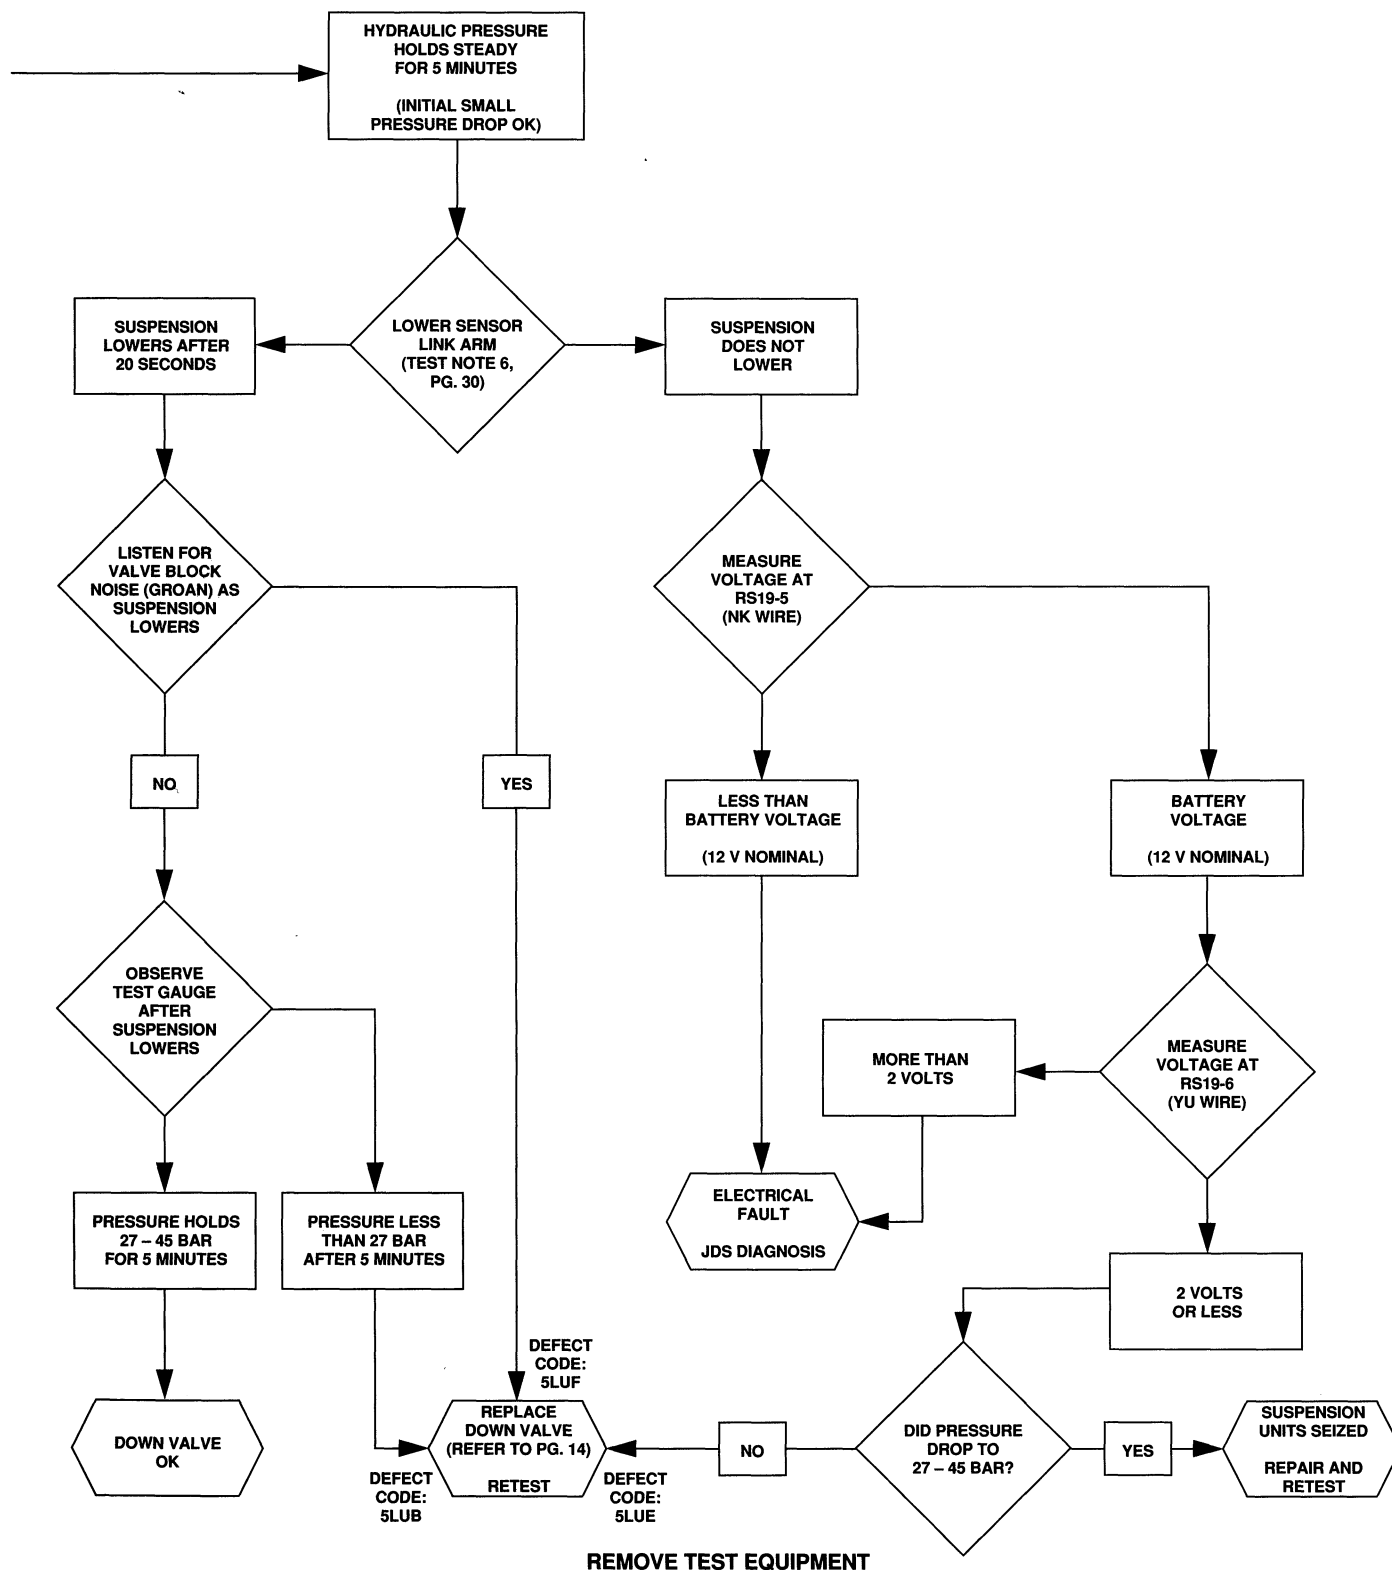 HYDRAULIC PRESSURE
HOLDS STEADY
FOR 5 MINUTES
(INITIAL SMALL
PRESSURE DROP OK)
SUSPENSION
LOWERS AFTER
20 SECONDS
LOWER SENSOR
LINK ARM
(TEST NOTE 6,
PG. 30)
SUSPENSION
DOES NOT
LOWER
LISTEN FOR
VALVE BLOCK
NOISE (GROAN) AS
SUSPENSION
LOWERS
MEASURE
VOLTAGE AT
RS19-5
(NK WIRE)
NO
YES
LESS THAN
BATTERY VOLTAGE
(12 V NOMINAL)
BATTERY
VOLTAGE
(12 V NOMINAL)
OBSERVE
TEST GAUGE
AFTER
SUSPENSION
LOWERS
MORE THAN
2 VOLTS
MEASURE
VOLTAGE AT
RS19-6
(YU WIRE)
PRESSURE HOLDS
27 – 45 BAR
FOR 5 MINUTES
PRESSURE LESS
THAN 27 BAR
AFTER 5 MINUTES
ELECTRICAL
FAULT
JDS DIAGNOSIS
2 VOLTS
OR LESS
DEFECT
CODE:
5LUF
DOWN VALVE
OK
REPLACE
DOWN VALVE
(REFER TO PG. 14)
RETEST
NO
DID PRESSURE
DROP TO
27 – 45 BAR?
YES
SUSPENSION
UNITS SEIZED
REPAIR AND
RETEST
DEFECT
CODE:
5LUB
DEFECT
CODE:
5LUE
REMOVE TEST EQUIPMENT